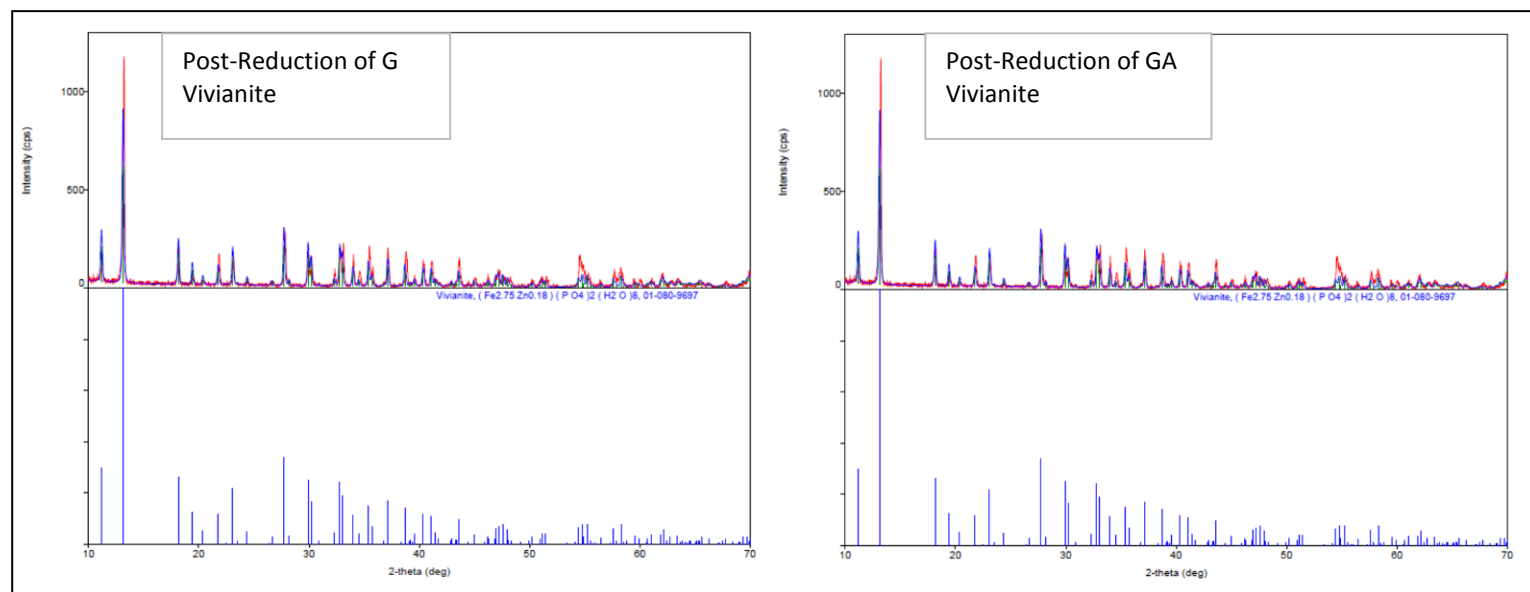 Post-Reduction of G
Vivianite
1000
500
0
Intensity (cps)
Vivianite, ( Fe2.75 Zn0.18 ) ( P O4 )2 ( H2 O )8, 01-080-9697
10 20 30 40 50 60 70
2-theta (deg)
Post-Reduction of GA
Vivianite
1000
500
0
Intensity (cps)
Vivianite, ( Fe2.75 Zn0.18 ) ( P O4 )2 ( H2 O )8, 01-080-9697
10 20 30 40 50 60 70
2-theta (deg)